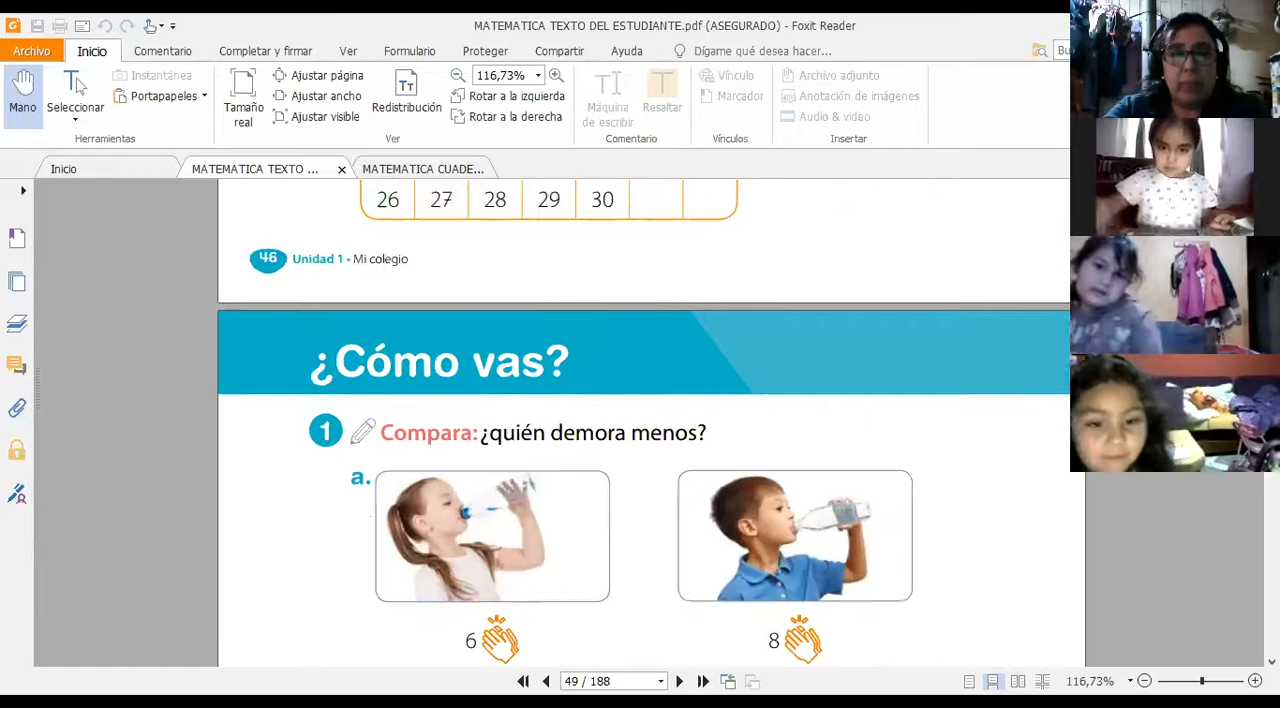 MATEMATICA TEXTO DEL ESTUDIANTE.pdf (ASEGURADO) - Foxit Reader
Archivo Inicio Comentario Completar y firmar Ver Formulario Proteger Compartir Ayuda Dígame qué desea hacer... Bu
Mano
Seleccionar
Instantánea
Portapapeles
Herramientas
Tamaño real
Ajustar página
Ajustar ancho
Ajustar visible
Redistribución
116,73%
Rotar a la izquierda
Rotar a la derecha
Ver
Máquina de escribir
Resaltar
Comentario
Vínculo
Marcador
Vínculos
Archivo adjunto
Anotación de imágenes
Audio & video
Insertar
Inicio MATEMATICA TEXTO ... x MATEMATICA CUADE...
26 27 28 29 30
46 Unidad 1 • Mi colegio
¿Cómo vas?
1 Compara: ¿quién demora menos?
a.
6 8
49 / 188 116,73%